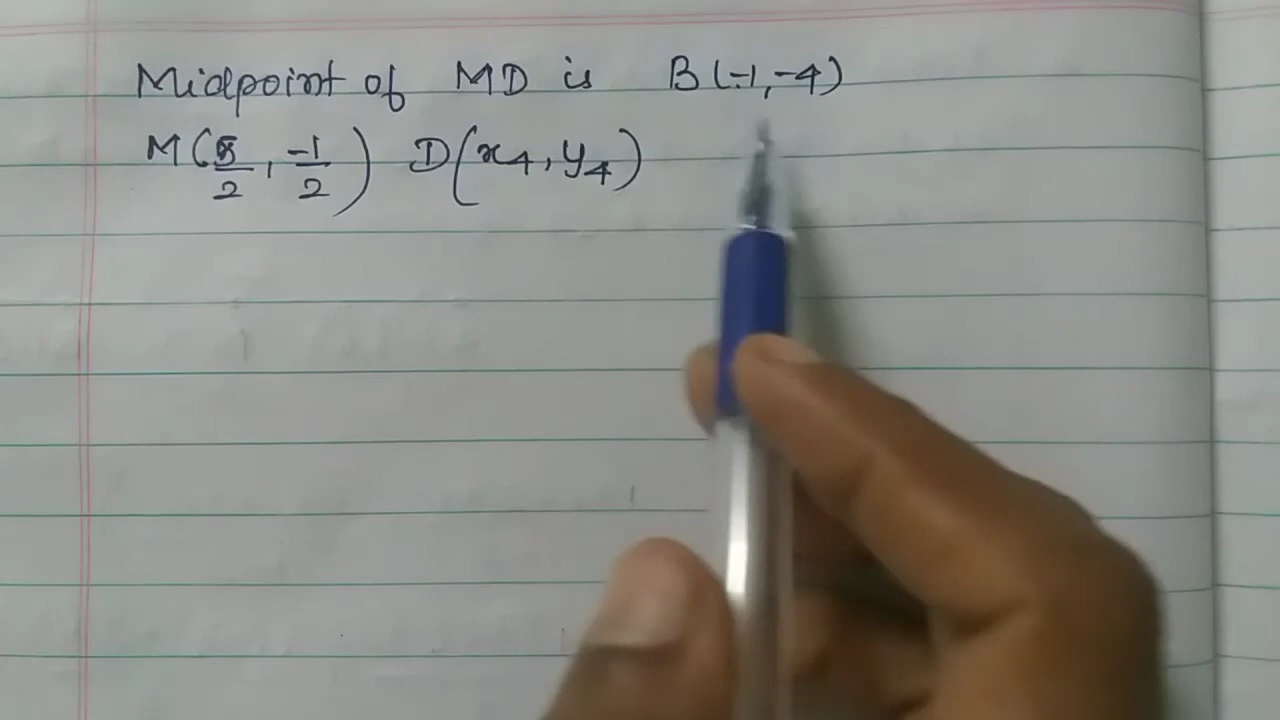 Midpoint of MD is B(-1,-4)
M(5/2, -1/2) D(x₄, y₄)